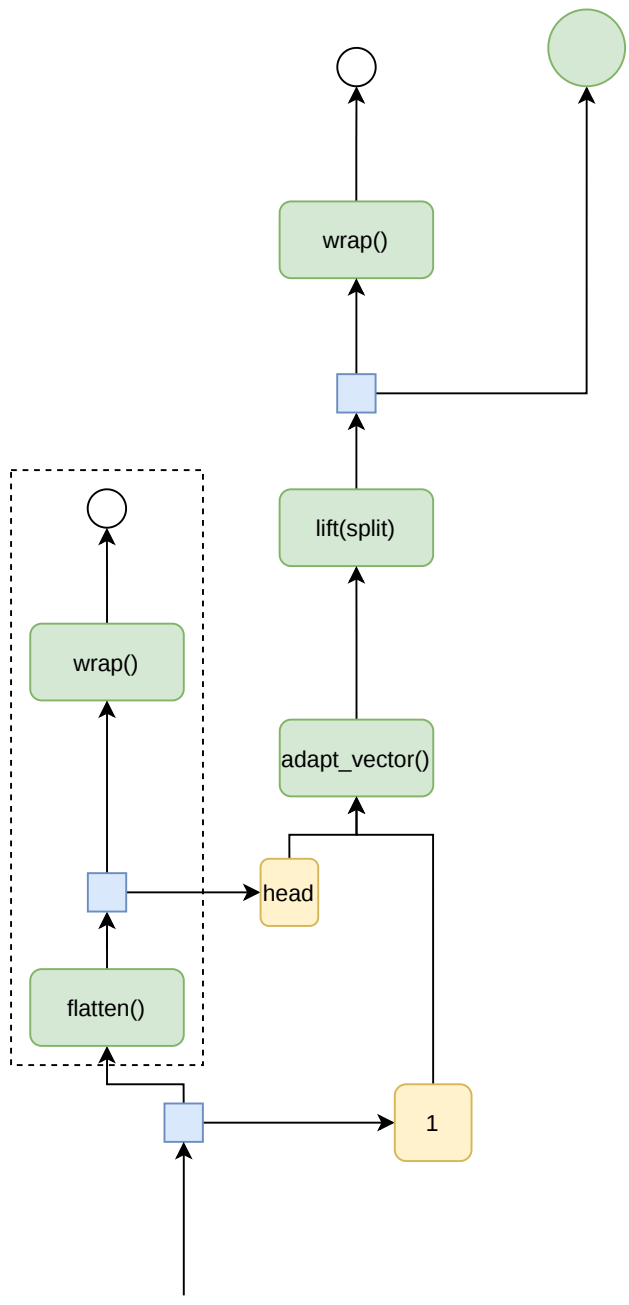 wrap()
lift(split)
wrap()
adapt_vector()
head
flatten()
1